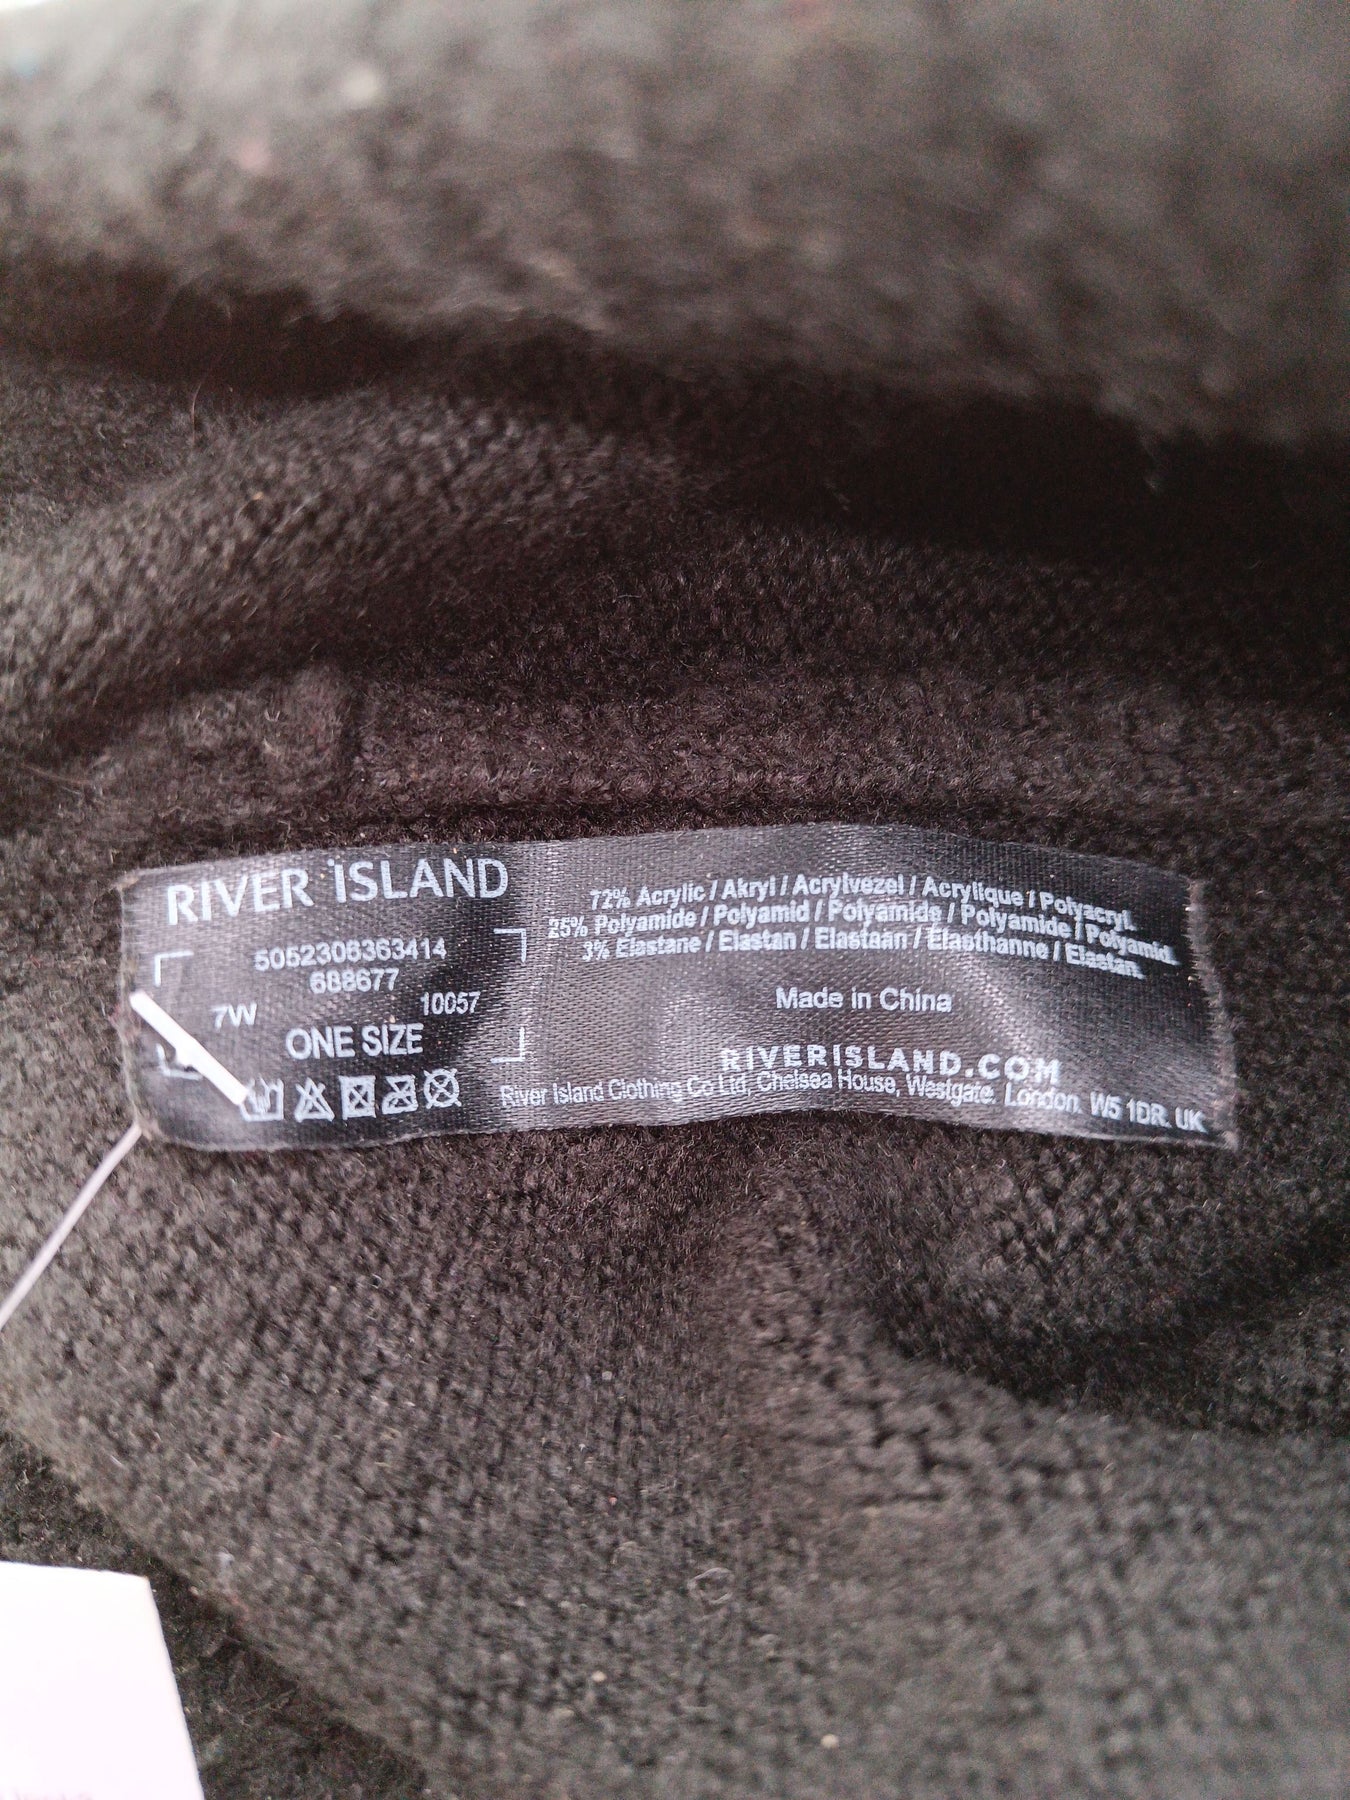 RIVER ISLAND
5052306363414
688677
7W 10057
ONE SIZE
72% Acrylic / Akryl / Acrylvezel / Acrylique / Polyacryl.
25% Polyamide / Polyamid / Polyamide / Polyamide / Polyamid.
3% Elastane / Elastan / Elastaan / Elasthanne / Elastan.
Made in China
RIVERISLAND.COM
River Island Clothing Co Ltd, Chelsea House, Westgate. London. W5 1DR. UK